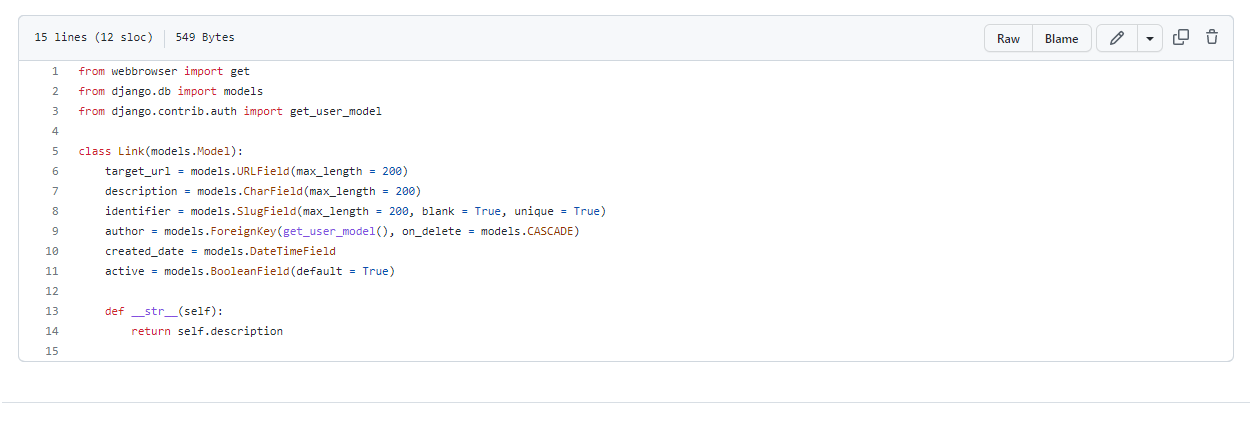 15 lines (12 sloc) 549 Bytes Raw Blame
1 from webbrowser import get
2 from django.db import models
3 from django.contrib.auth import get_user_model
4
5 class Link(models.Model):
6     target_url = models.URLField(max_length = 200)
7     description = models.CharField(max_length = 200)
8     identifier = models.SlugField(max_length = 200, blank = True, unique = True)
9     author = models.ForeignKey(get_user_model(), on_delete = models.CASCADE)
10     created_date = models.DateTimeField
11     active = models.BooleanField(default = True)
12
13     def __str__(self):
14         return self.description
15